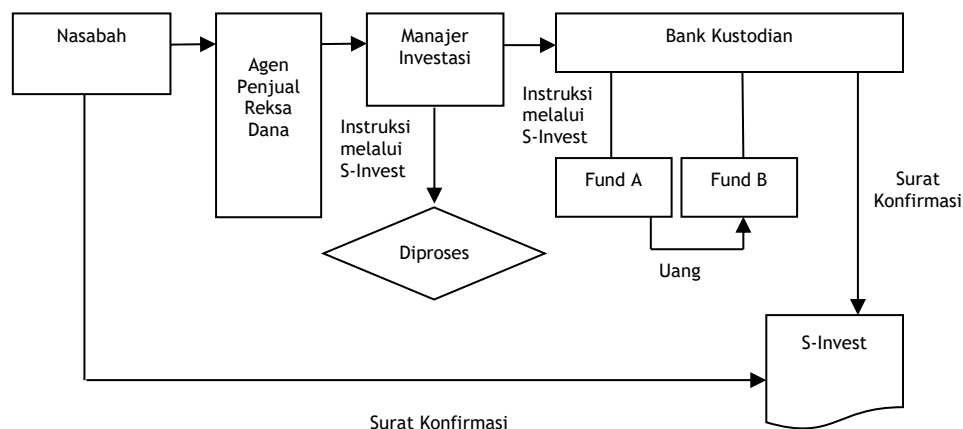 Nasabah
Agen
Penjual
Reksa
Dana
Manajer
Investasi
Bank Kustodian
Instruksi
melalui
S-Invest
Instruksi
melalui
S-Invest
Fund A
Fund B
Surat
Konfirmasi
Diproses
Uang
S-Invest
Surat Konfirmasi